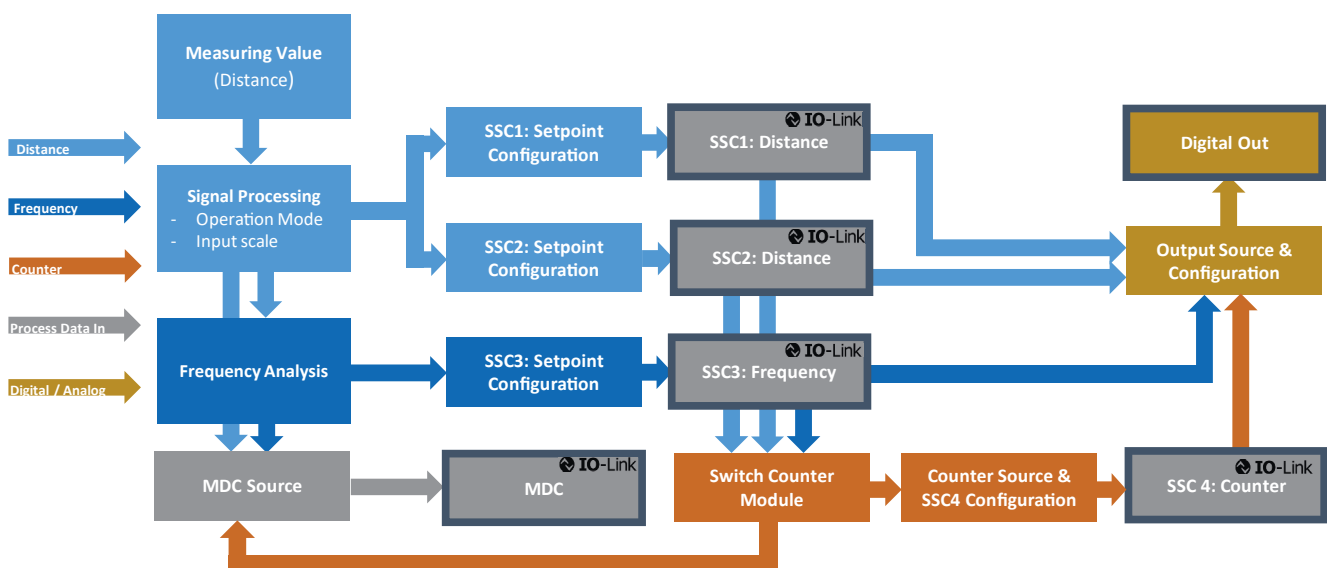 Measuring Value
(Distance)
Distance
Frequency
Counter
Process Data In
Digital / Analog
Signal Processing
- Operation Mode
- Input scale
Frequency Analysis
MDC Source
SSC1: Setpoint
Configuration
SSC2: Setpoint
Configuration
SSC3: Setpoint
Configuration
IO-Link
MDC
IO-Link
SSC1: Distance
IO-Link
SSC2: Distance
IO-Link
SSC3: Frequency
Switch Counter
Module
Counter Source &
SSC4 Configuration
Digital Out
Output Source &
Configuration
IO-Link
SSC 4: Counter